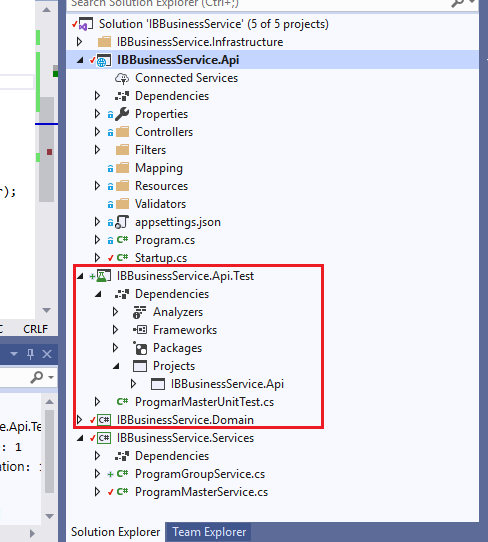 Search Solution Explorer (Ctrl+;)
Solution 'IBBusinessService' (5 of 5 projects)
IBBusinessService.Infrastructure
IBBusinessService.Api
Connected Services
Dependencies
Properties
Controllers
Filters
Mapping
Resources
Validators
appsettings.json
Program.cs
Startup.cs
IBBusinessService.Api.Test
Dependencies
Analyzers
Frameworks
Packages
Projects
IBBusinessService.Api
C# ProgmarMasterUnitTest.cs
IBBusinessService.Domain
IBBusinessService.Services
Dependencies
C# ProgramGroupService.cs
C# ProgramMasterService.cs
Solution Explorer
Team Explorer
r);
CRLF
e.Api.Te
: 1
ation: 1